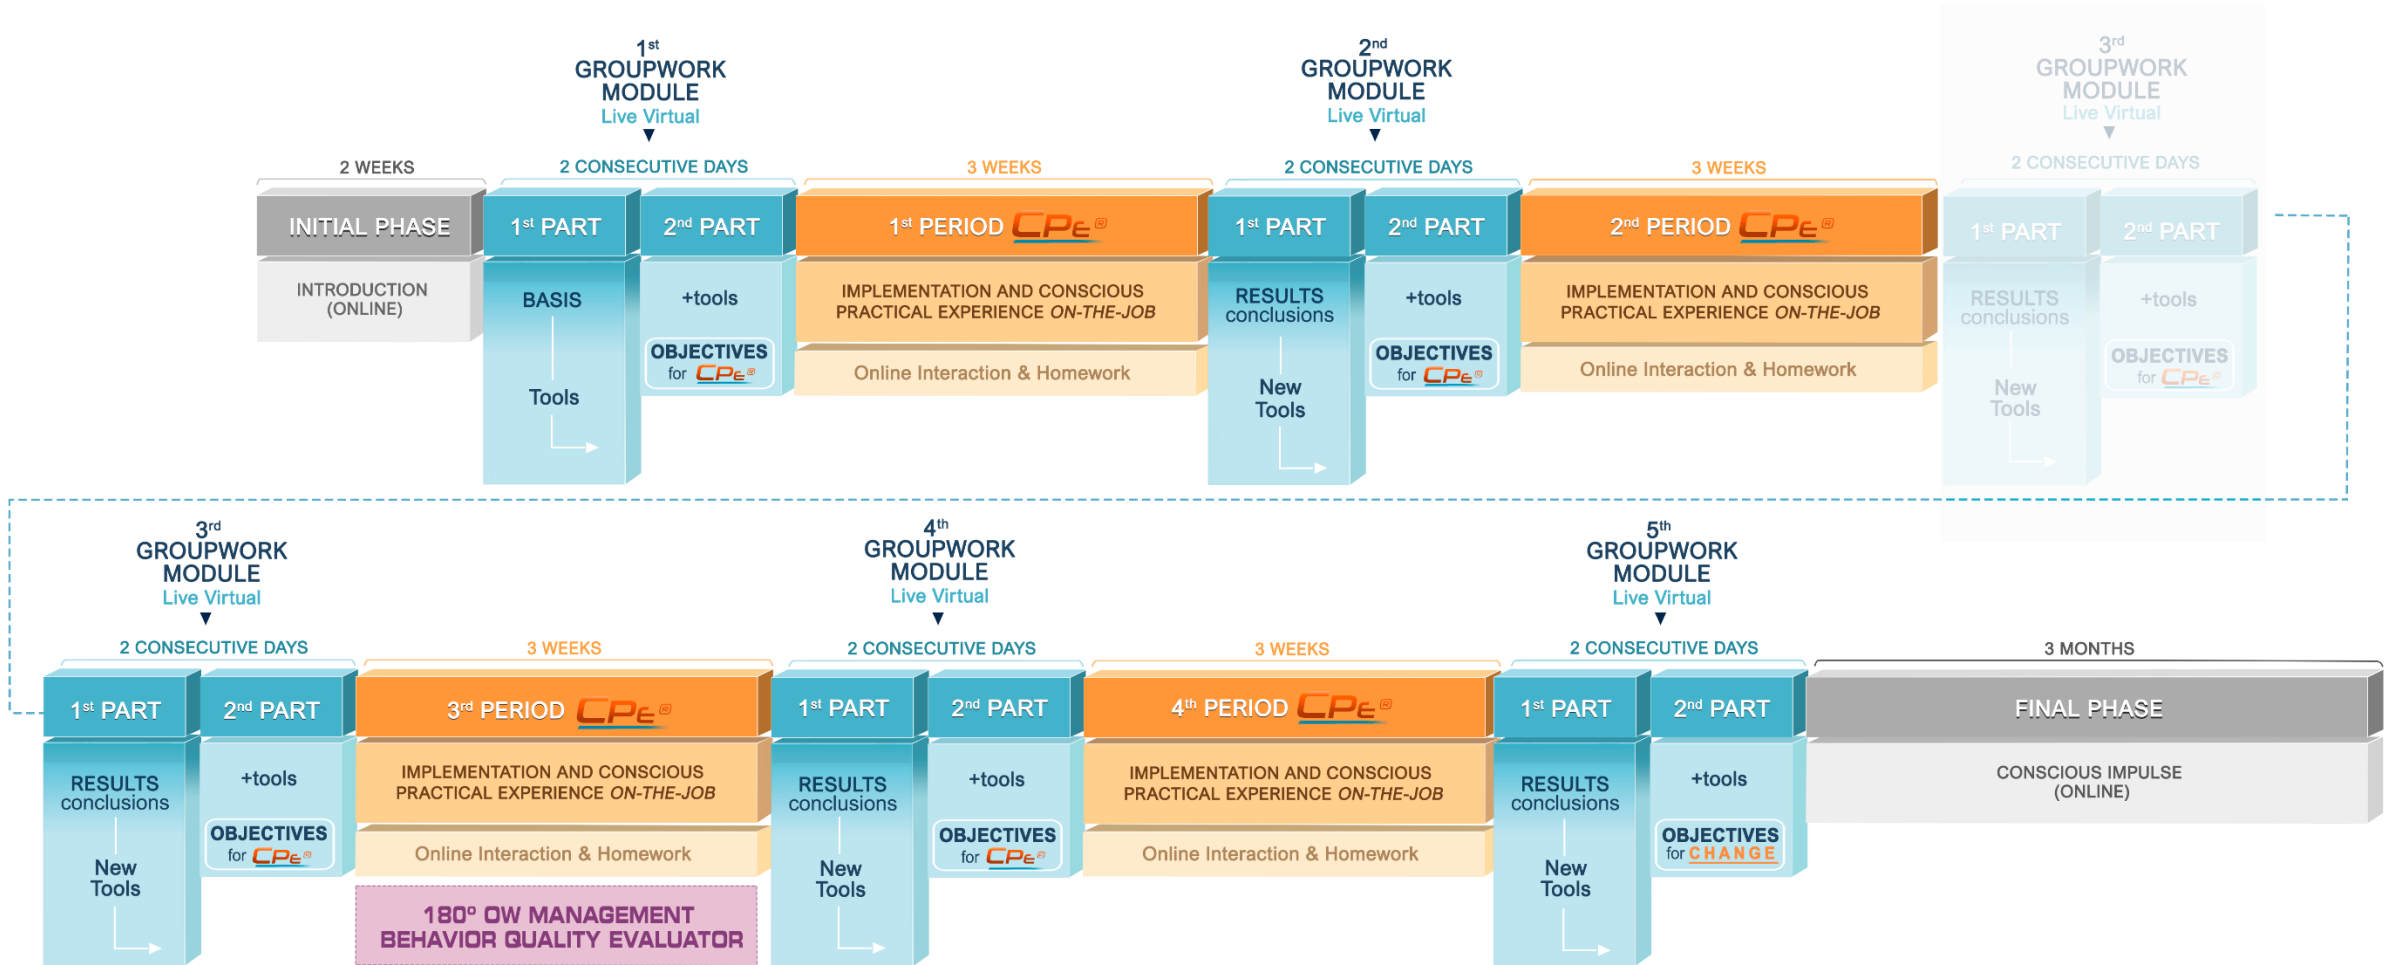 1st
GROUPWORK
MODULE
Live Virtual
2nd
GROUPWORK
MODULE
Live Virtual
3rd
GROUPWORK
MODULE
Live Virtual
2 WEEKS
2 CONSECUTIVE DAYS
3 WEEKS
2 CONSECUTIVE DAYS
3 WEEKS
2 CONSECUTIVE DAYS
INITIAL PHASE
1st PART
2nd PART
1st PERIOD CPe®
1st PART
2nd PART
2nd PERIOD CPe®
1st PART
2nd PART
INTRODUCTION
(ONLINE)
BASIS
Tools
+tools
OBJECTIVES
for CPe®
IMPLEMENTATION AND CONSCIOUS
PRACTICAL EXPERIENCE ON-THE-JOB
Online Interaction & Homework
RESULTS
conclusions
New
Tools
+tools
OBJECTIVES
for CPe®
IMPLEMENTATION AND CONSCIOUS
PRACTICAL EXPERIENCE ON-THE-JOB
Online Interaction & Homework
RESULTS
conclusions
New
Tools
+tools
OBJECTIVES
for CPe®
3rd
GROUPWORK
MODULE
Live Virtual
4th
GROUPWORK
MODULE
Live Virtual
5th
GROUPWORK
MODULE
Live Virtual
2 CONSECUTIVE DAYS
3 WEEKS
2 CONSECUTIVE DAYS
3 WEEKS
2 CONSECUTIVE DAYS
3 MONTHS
1st PART
2nd PART
3rd PERIOD CPe®
1st PART
2nd PART
4th PERIOD CPe®
1st PART
2nd PART
FINAL PHASE
RESULTS
conclusions
New
Tools
+tools
OBJECTIVES
for CPe®
IMPLEMENTATION AND CONSCIOUS
PRACTICAL EXPERIENCE ON-THE-JOB
Online Interaction & Homework
180º OW MANAGEMENT
BEHAVIOR QUALITY EVALUATOR
RESULTS
conclusions
New
Tools
+tools
OBJECTIVES
for CPe®
IMPLEMENTATION AND CONSCIOUS
PRACTICAL EXPERIENCE ON-THE-JOB
Online Interaction & Homework
RESULTS
conclusions
New
Tools
+tools
OBJECTIVES
for CHANGE
CONSCIOUS IMPULSE
(ONLINE)